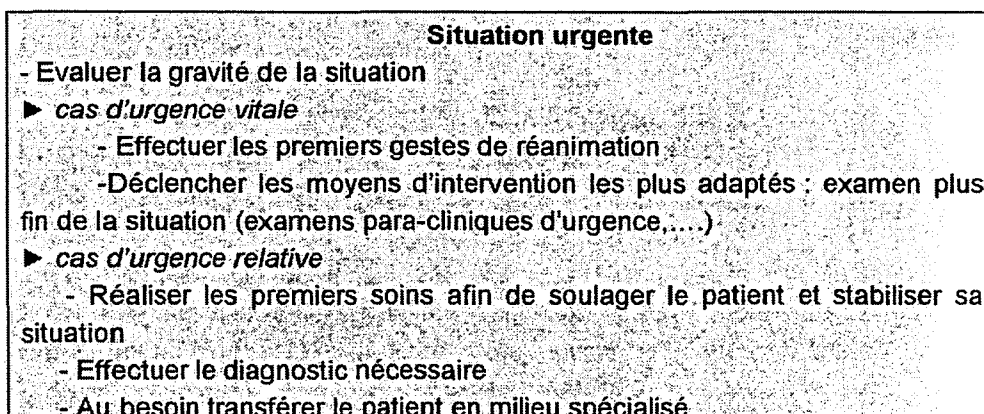 Situation urgente
- Evaluer la gravité de la situation
► cas d'urgence vitale
- Effectuer les premiers gestes de réanimation
-Déclencher les moyens d'intervention les plus adaptés : examen plus
fin de la situation (examens para-cliniques d'urgence,....)
► cas d'urgence relative
- Réaliser les premiers soins afin de soulager le patient et stabiliser sa
situation
- Effectuer le diagnostic nécessaire
- Au besoin transférer le patient en milieu spécialisé